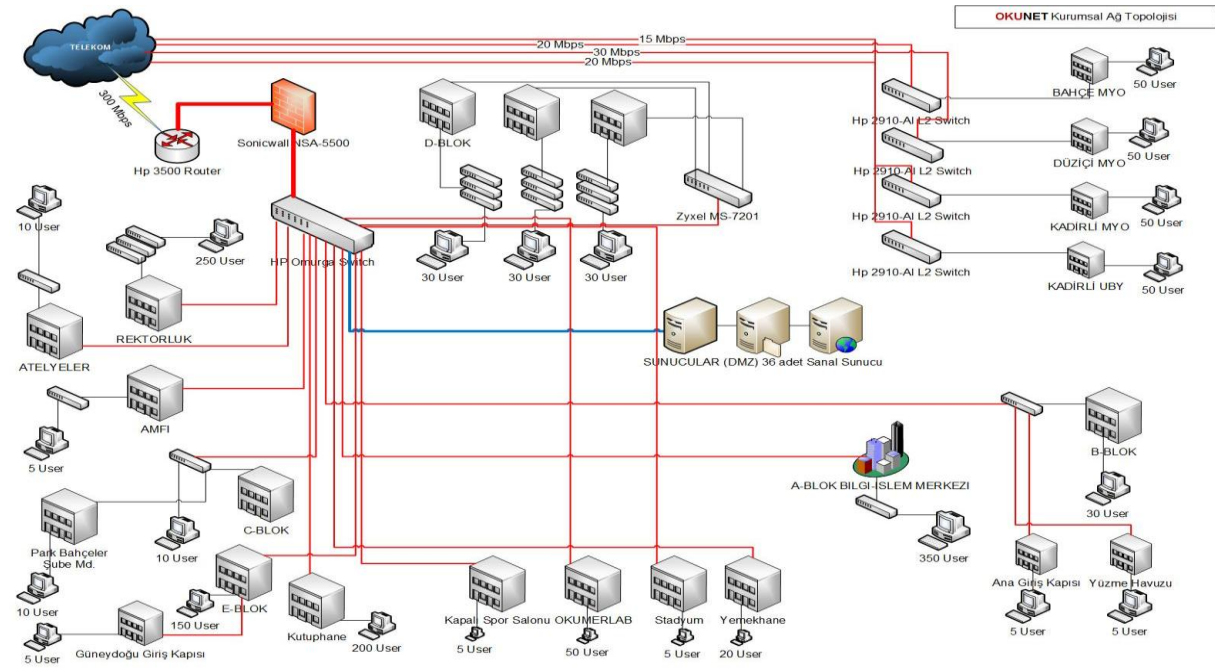 OKUNET Kurumsal Ağ Topolojisi
TELEKOM
15 Mbps
20 Mbps
30 Mbps
20 Mbps
300 Mbps
Hp 3500 Router
Sonicwall NSA-5500
D-BLOK
Zyxel MS-7201
HP Omurga Switch
30 User
30 User
30 User
Hp 2910-Al L2 Switch
BAHÇE MYO
50 User
Hp 2910-Al L2 Switch
DÜZİÇİ MYO
50 User
Hp 2910-Al L2 Switch
KADİRLİ MYO
50 User
Hp 2910-Al L2 Switch
KADİRLİ UBY
50 User
10 User
250 User
REKTORLUK
ATELYELER
SUNUCULAR (DMZ) 36 adet Sanal Sunucu
AMFI
5 User
C-BLOK
10 User
Park Bahçeler
Şube Md.
10 User
E-BLOK
150 User
Güneydoğu Giriş Kapısı
5 User
Kutuphane
200 User
Kapalı Spor Salonu
5 User
OKUMERLAB
50 User
Stadyum
5 User
Yemekhane
20 User
A-BLOK BILGI-ISLEM MERKEZI
350 User
B-BLOK
30 User
Ana Giriş Kapısı
5 User
Yüzme Havuzu
5 User